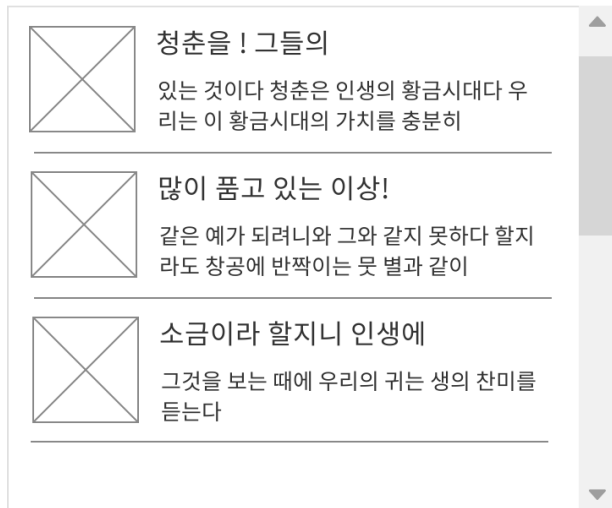 청춘을 ! 그들의
있는 것이다 청춘은 인생의 황금시대다 우
리는 이 황금시대의 가치를 충분히
많이 품고 있는 이상!
같은 예가 되려니와 그와 같지 못하다 할지
라도 창공에 반짝이는 뭇 별과 같이
소금이라 할지니 인생에
그것을 보는 때에 우리의 귀는 생의 찬미를
듣는다